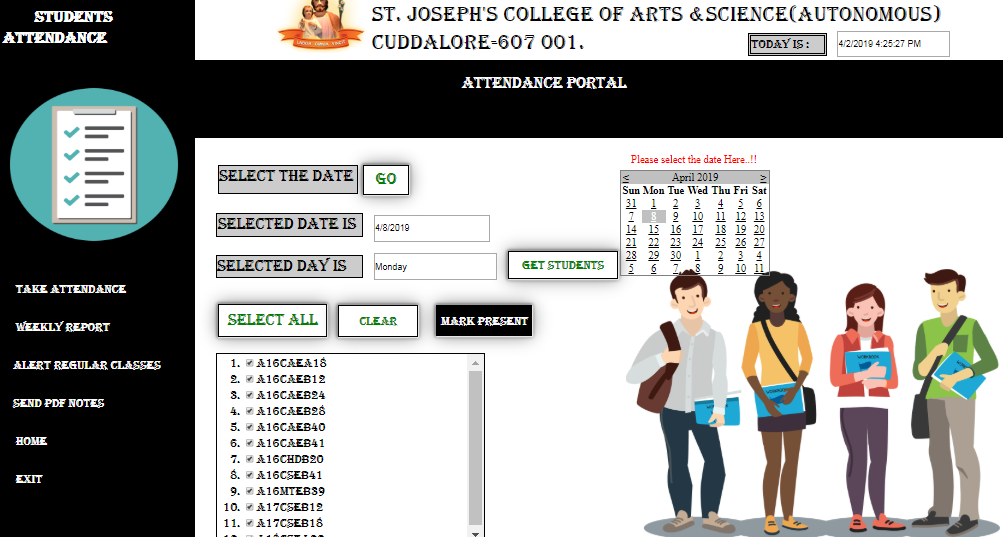 STUDENTS
ATTENDANCE
ST. JOSEPH'S COLLEGE OF ARTS &SCIENCE(AUTONOMOUS)
CUDDALORE-607 001.
TODAY IS :
4/2/2019 4:25:27 PM
ATTENDANCE PORTAL
TAKE ATTENDANCE
WEEKLY REPORT
ALERT REGULAR CLASSES
SEND PDF NOTES
HOME
EXIT
SELECT THE DATE
GO
SELECTED DATE IS
4/8/2019
SELECTED DAY IS
Monday
GET STUDENTS
Please select the date Here..!!
< April 2019 >
Sun Mon Tue Wed Thu Fri Sat
31 1 2 3 4 5 6
7 8 9 10 11 12 13
14 15 16 17 18 19 20
21 22 23 24 25 26 27
28 29 30 1 2 3 4
5 6 7 8 9 10 11
SELECT ALL
CLEAR
MARK PRESENT
1. A16CAEA18
2. A16CAEB12
3. A16CAEB24
4. A16CAEB28
5. A16CAEB40
6. A16CAEB41
7. A16CHDB20
8. A16CSEB41
9. A16MTEB39
10. A17CSEB12
11. A17CSEB18
WORKBOOK
WORKBOOK
WORKBOOK